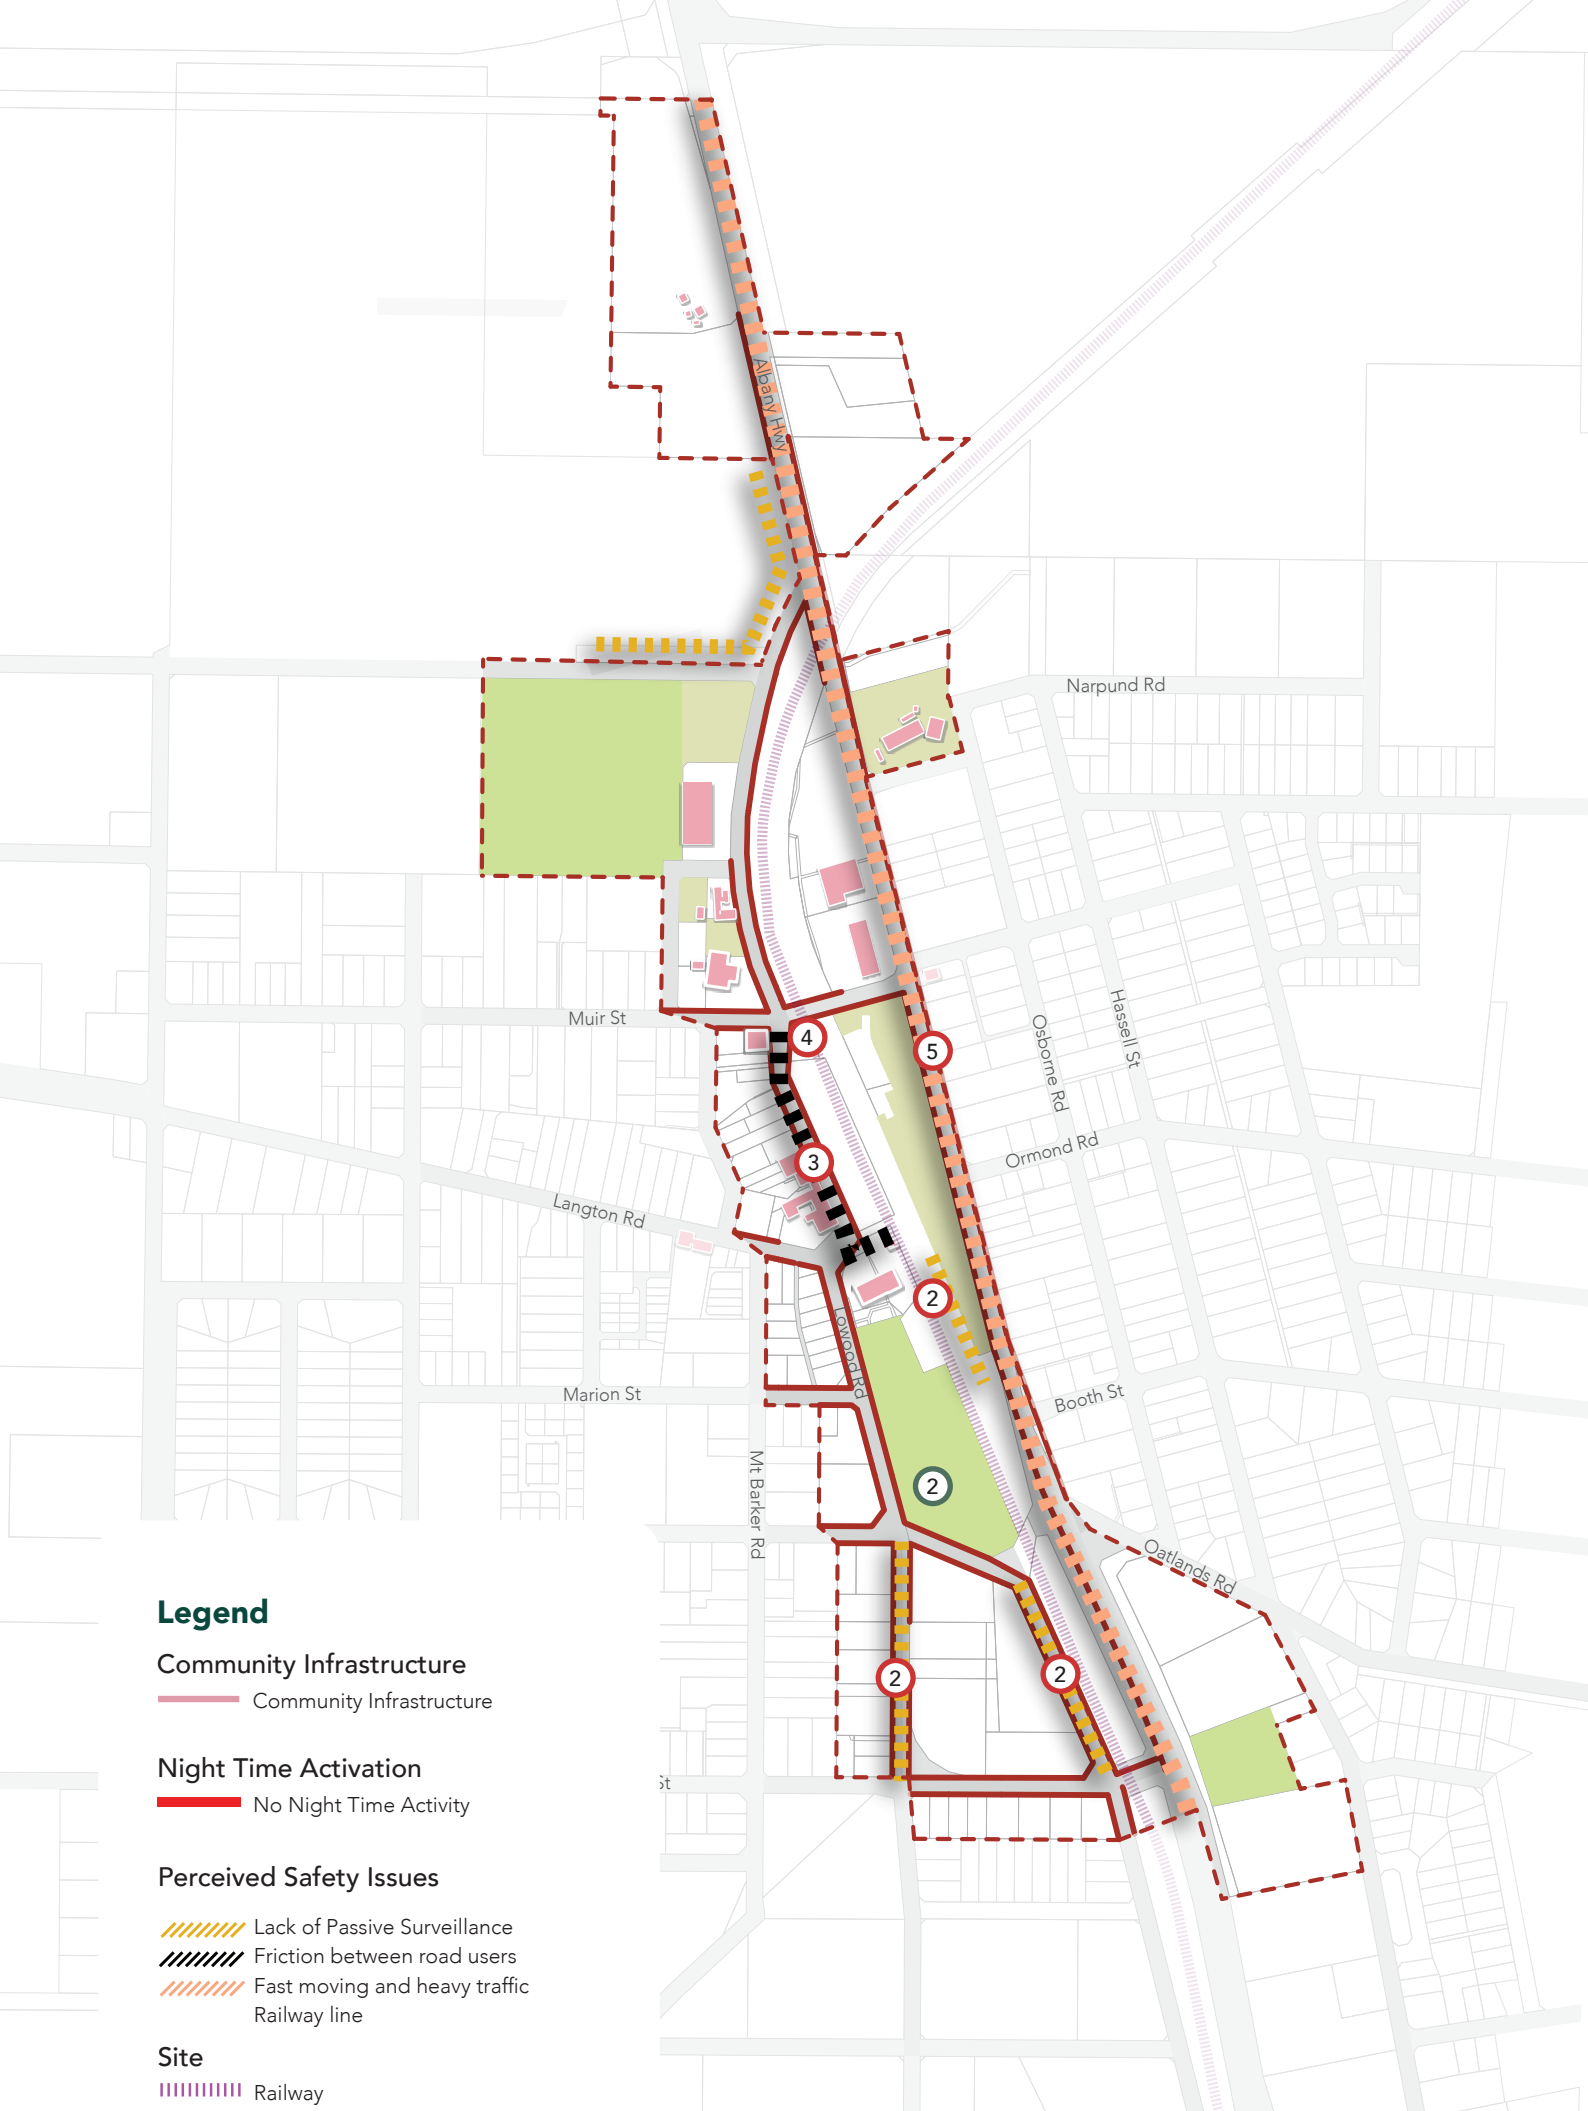 Albany Hwy
Narpund Rd
Muir St
4
5
Osborne Rd
Hassell St
3
Ormond Rd
Langton Rd
2
Lowood Rd
Marion St
Booth St
Mt Barker Rd
2
Oatlands Rd
2
2
St
Legend
Community Infrastructure
Community Infrastructure
Night Time Activation
No Night Time Activity
Perceived Safety Issues
Lack of Passive Surveillance
Friction between road users
Fast moving and heavy traffic
Railway line
Site
Railway